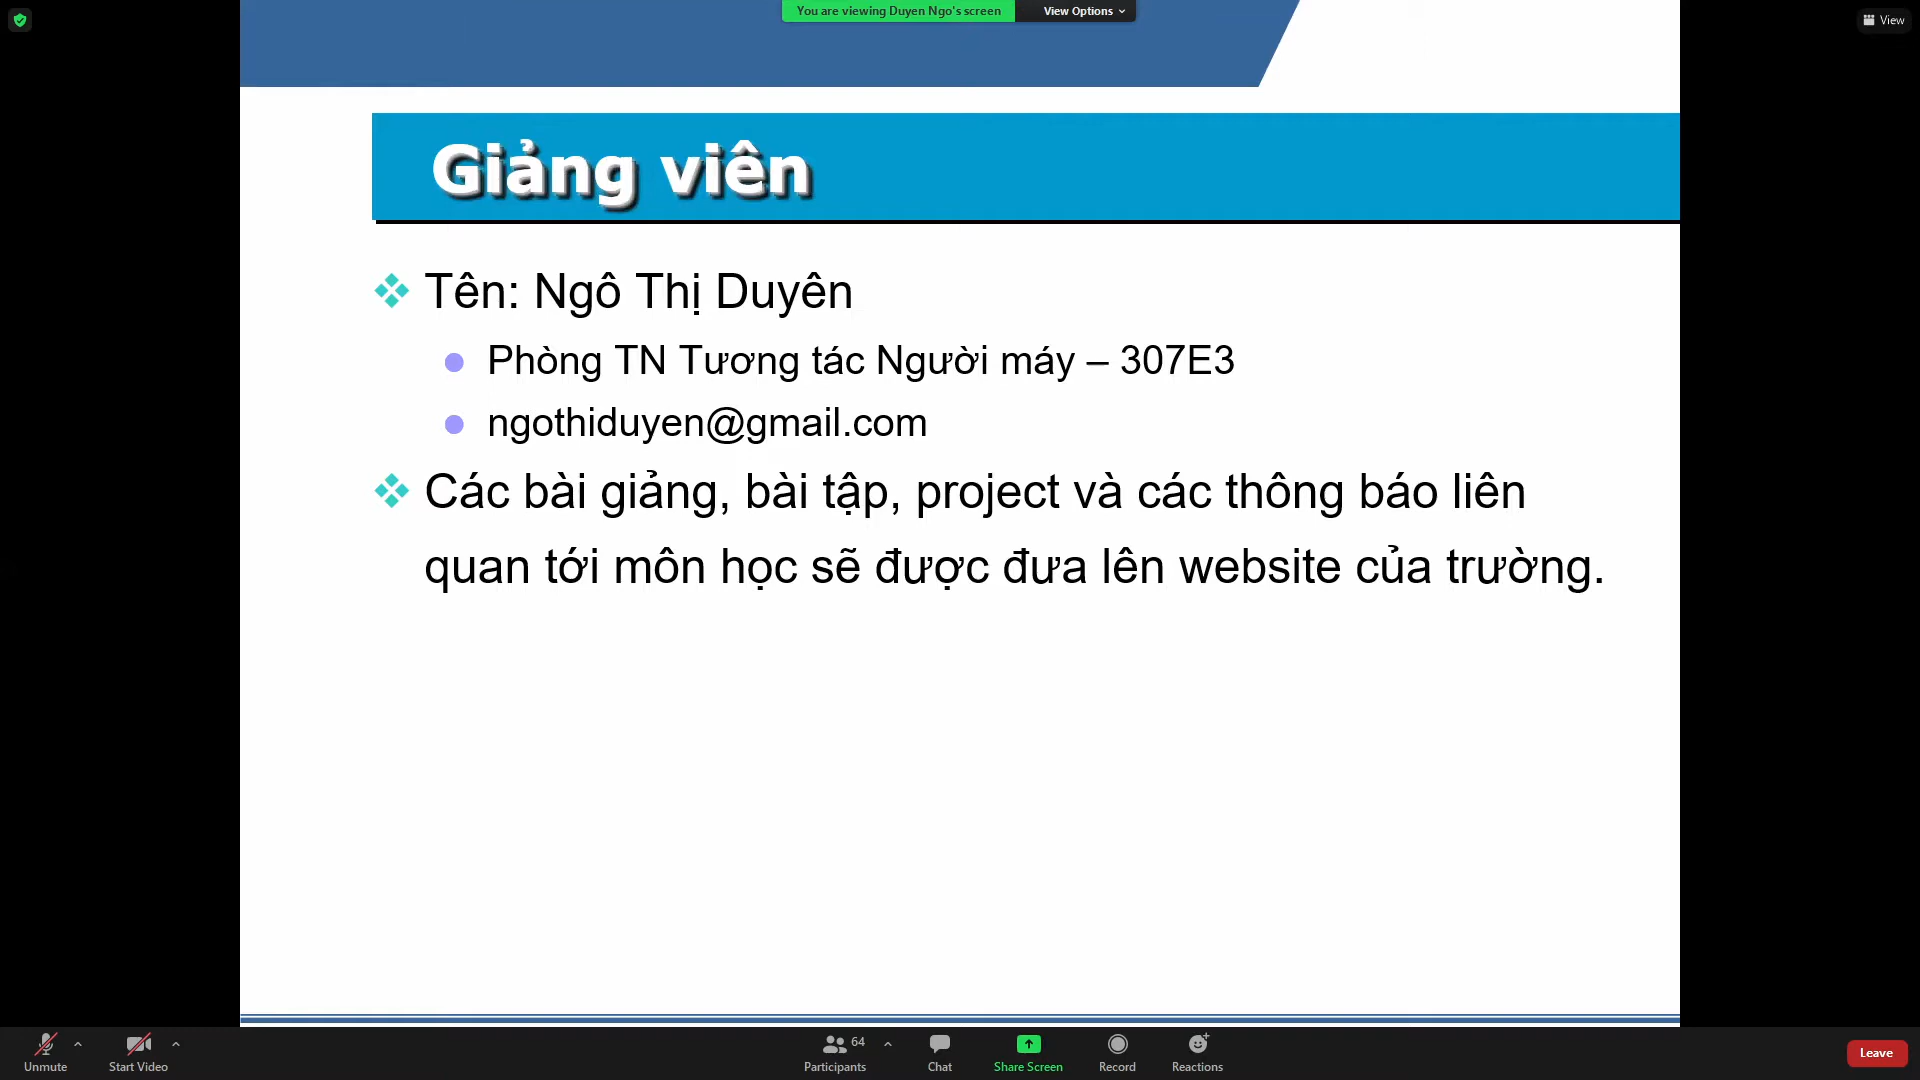 You are viewing Duyen Ngo's screen
View Options
View
Giảng viên
Tên: Ngô Thị Duyên
Phòng TN Tương tác Người máy – 307E3
ngothiduyen@gmail.com
Các bài giảng, bài tập, project và các thông báo liên
quan tới môn học sẽ được đưa lên website của trường.
Unmute
Start Video
64
Participants
Chat
Share Screen
Record
Reactions
Leave